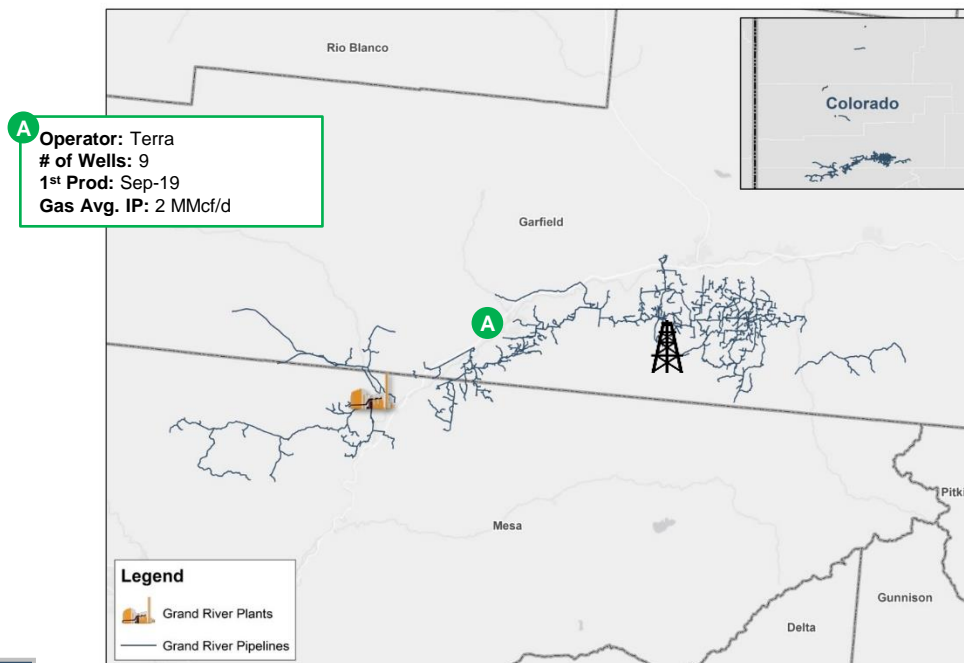 Rio Blanco
Colorado
A
Operator: Terra
# of Wells: 9
1st Prod: Sep-19
Gas Avg. IP: 2 MMcf/d
Garfield
A
Mesa
Pitki
Gunnison
Delta
Legend
Grand River Plants
Grand River Pipelines